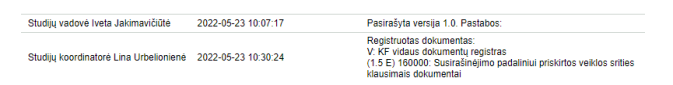 Studijų vadovė Iveta Jakimavičiūtė 2022-05-23 10:07:17 Pasirašyta versija 1.0. Pastabos:
Studijų koordinatorė Lina Urbelionienė 2022-05-23 10:30:24 Registruotas dokumentas:
V: KF vidaus dokumentų registras
(1.5 E) 160000: Susirašinėjimo padaliniui priskirtos veiklos srities
klausimais dokumentai